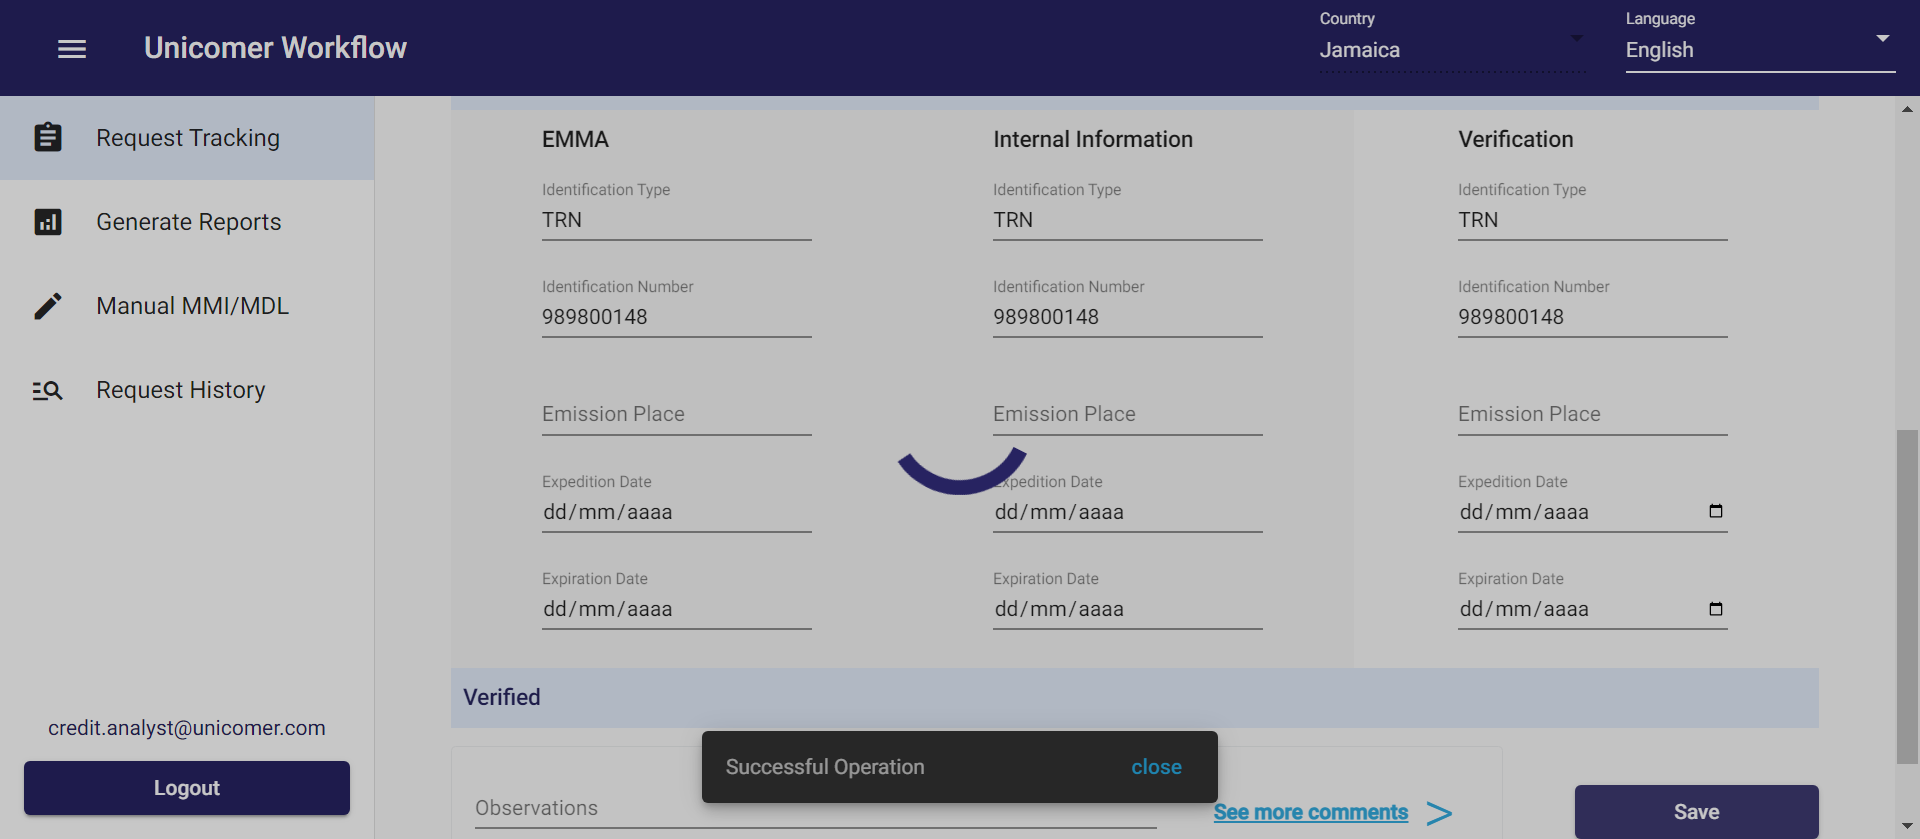 Unicomer Workflow
Country
Jamaica
Language
English
Request Tracking
Generate Reports
Manual MMI/MDL
Request History
credit.analyst@unicomer.com
Logout
EMMA
Identification Type
TRN
Identification Number
989800148
Emission Place
Expedition Date
dd/mm/aaaa
Expiration Date
dd/mm/aaaa
Internal Information
Identification Type
TRN
Identification Number
989800148
Emission Place
Expedition Date
dd/mm/aaaa
Expiration Date
dd/mm/aaaa
Verification
Identification Type
TRN
Identification Number
989800148
Emission Place
Expedition Date
dd/mm/aaaa
Expiration Date
dd/mm/aaaa
Verified
Successful Operation close
Observations
See more comments >
Save